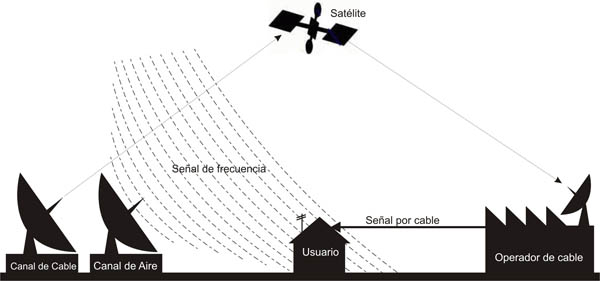 Satélite
Señal de frecuencia
Señal por cable
Canal de Cable
Canal de Aire
Usuario
Operador de cable